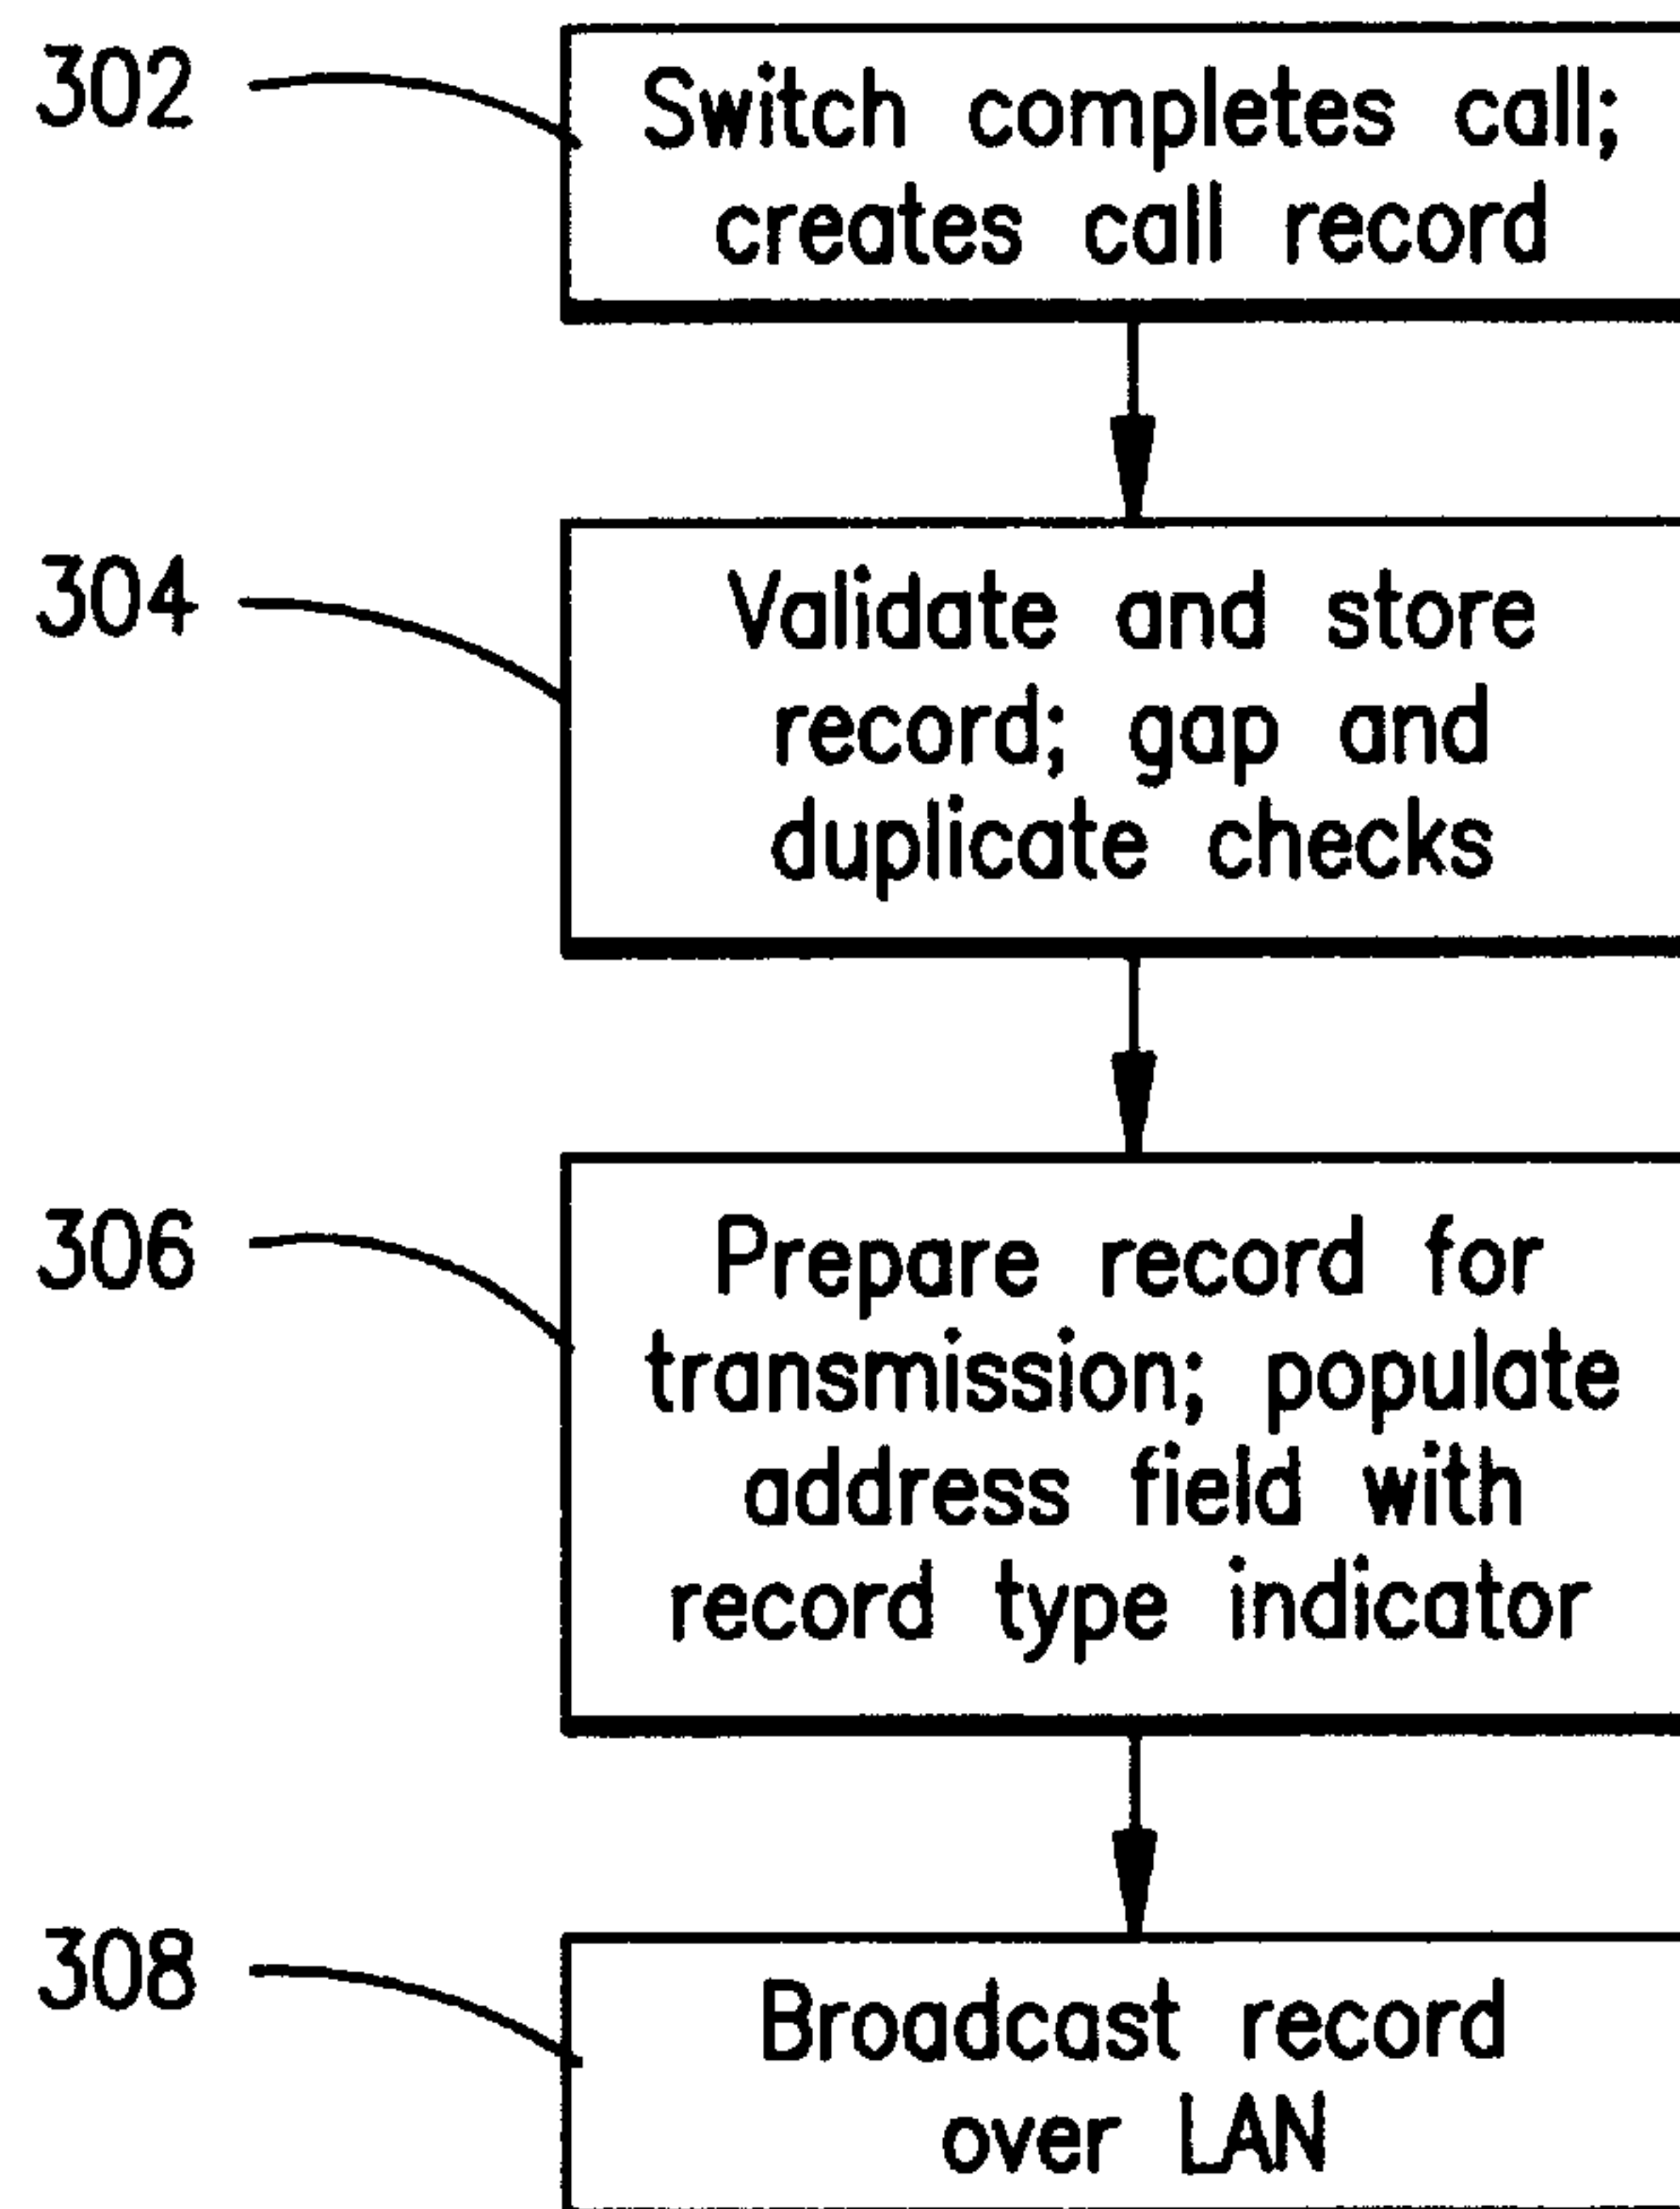 302
Switch completes call;
creates call record
304
Validate and store
record; gap and
duplicate checks
306
Prepare record for
transmission; populate
address field with
record type indicator
308
Broadcast record
over LAN